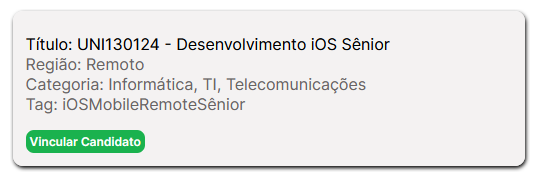 Título: UNI130124 - Desenvolvimento iOS Sênior
Região: Remoto
Categoria: Informática, TI, Telecomunicações
Tag: iOSMobileRemoteSênior
Vincular Candidato